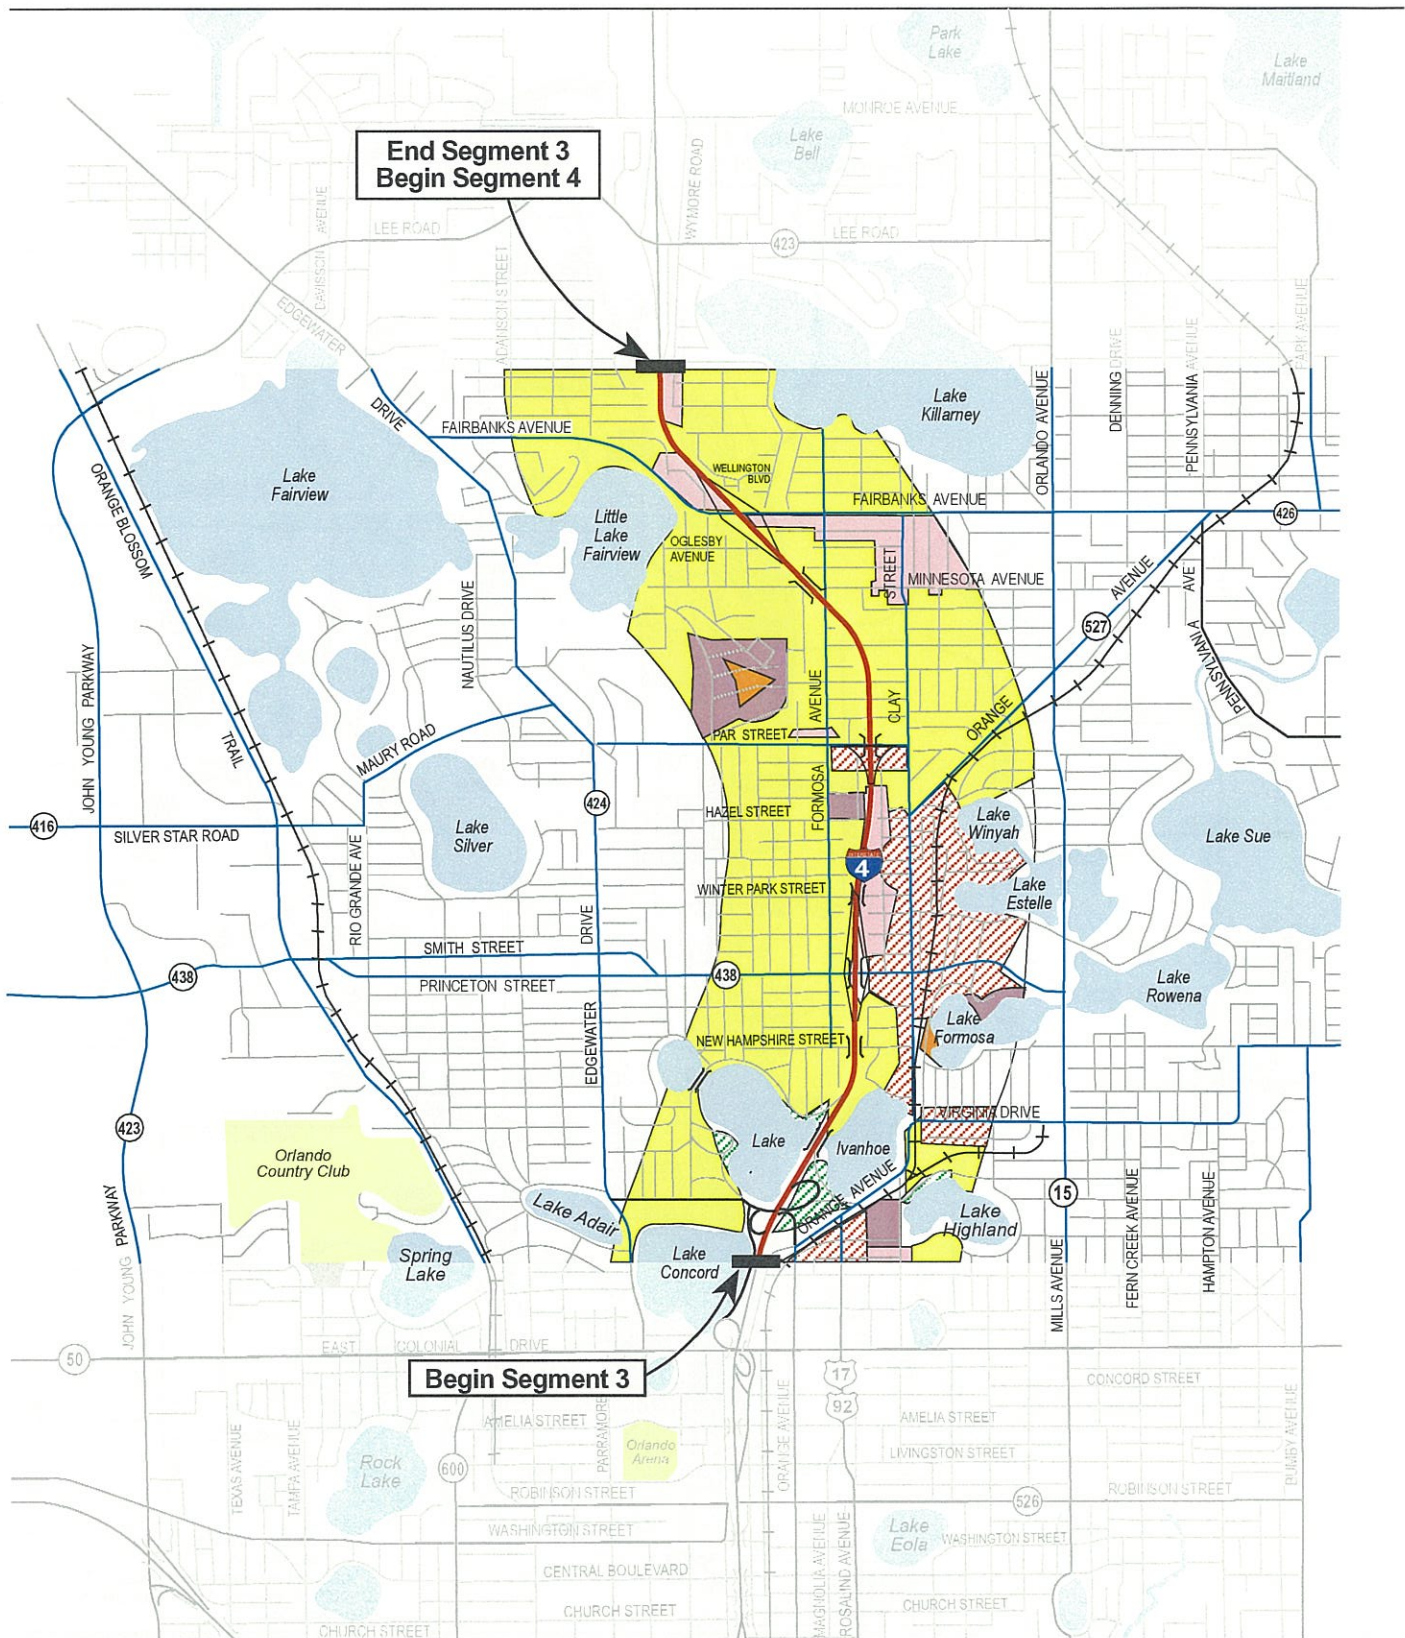 Park
Lake
Lake
Maitland
MONROE AVENUE
Lake
Bell
End Segment 3
Begin Segment 4
WYMORE ROAD
DAVISSON AVENUE
LEE ROAD
423
LEE ROAD
ADANSON STREET
EDGEWATER
DRIVE
PARK AVENUE
DENNING DRIVE
PENNSYLVANIA AVENUE
ORLANDO AVENUE
Lake
Killarney
FAIRBANKS AVENUE
WELLINGTON
BLVD
FAIRBANKS AVENUE
426
Lake
Fairview
ORANGE BLOSSOM
TRAIL
Little
Lake
Fairview
OGLESBY
AVENUE
STREET
CLAY
MINNESOTA AVENUE
AVENUE
ORANGE
527
PENNSYLVANIA AVE
NAUTILUS DRIVE
JOHN YOUNG PARKWAY
AVENUE
FORMOSA
PAR STREET
MAURY ROAD
424
HAZEL STREET
Lake
Winyah
Lake Sue
416
SILVER STAR ROAD
Lake
Silver
RIO GRANDE AVE
4
WINTER PARK STREET
Lake
Estelle
DRIVE
EDGEWATER
SMITH STREET
438
438
PRINCETON STREET
Lake
Rowena
Lake
Formosa
NEW HAMPSHIRE STREET
423
VIRGINIA DRIVE
Lake
Ivanhoe
Orlando
Country Club
ORANGE AVENUE
15
Lake Adair
Lake
Highland
FERN CREEK AVENUE
HAMPTON AVENUE
MILLS AVENUE
Spring
Lake
Lake
Concord
JOHN YOUNG PARKWAY
EAST COLONIAL DRIVE
50
Begin Segment 3
17
92
CONCORD STREET
ORANGE AVENUE
BUMBY AVENUE
AMELIA STREET
AMELIA STREET
PARRAMORE
TEXAS AVENUE
TAMPA AVENUE
Rock
Lake
600
Orlando
Arena
LIVINGSTON STREET
ROBINSON STREET
526
ROBINSON STREET
WASHINGTON STREET
Lake
Eola
WASHINGTON STREET
MAGNOLIA AVENUE
ROSALIND AVENUE
CENTRAL BOULEVARD
CHURCH STREET
CHURCH STREET
CHURCH STREET